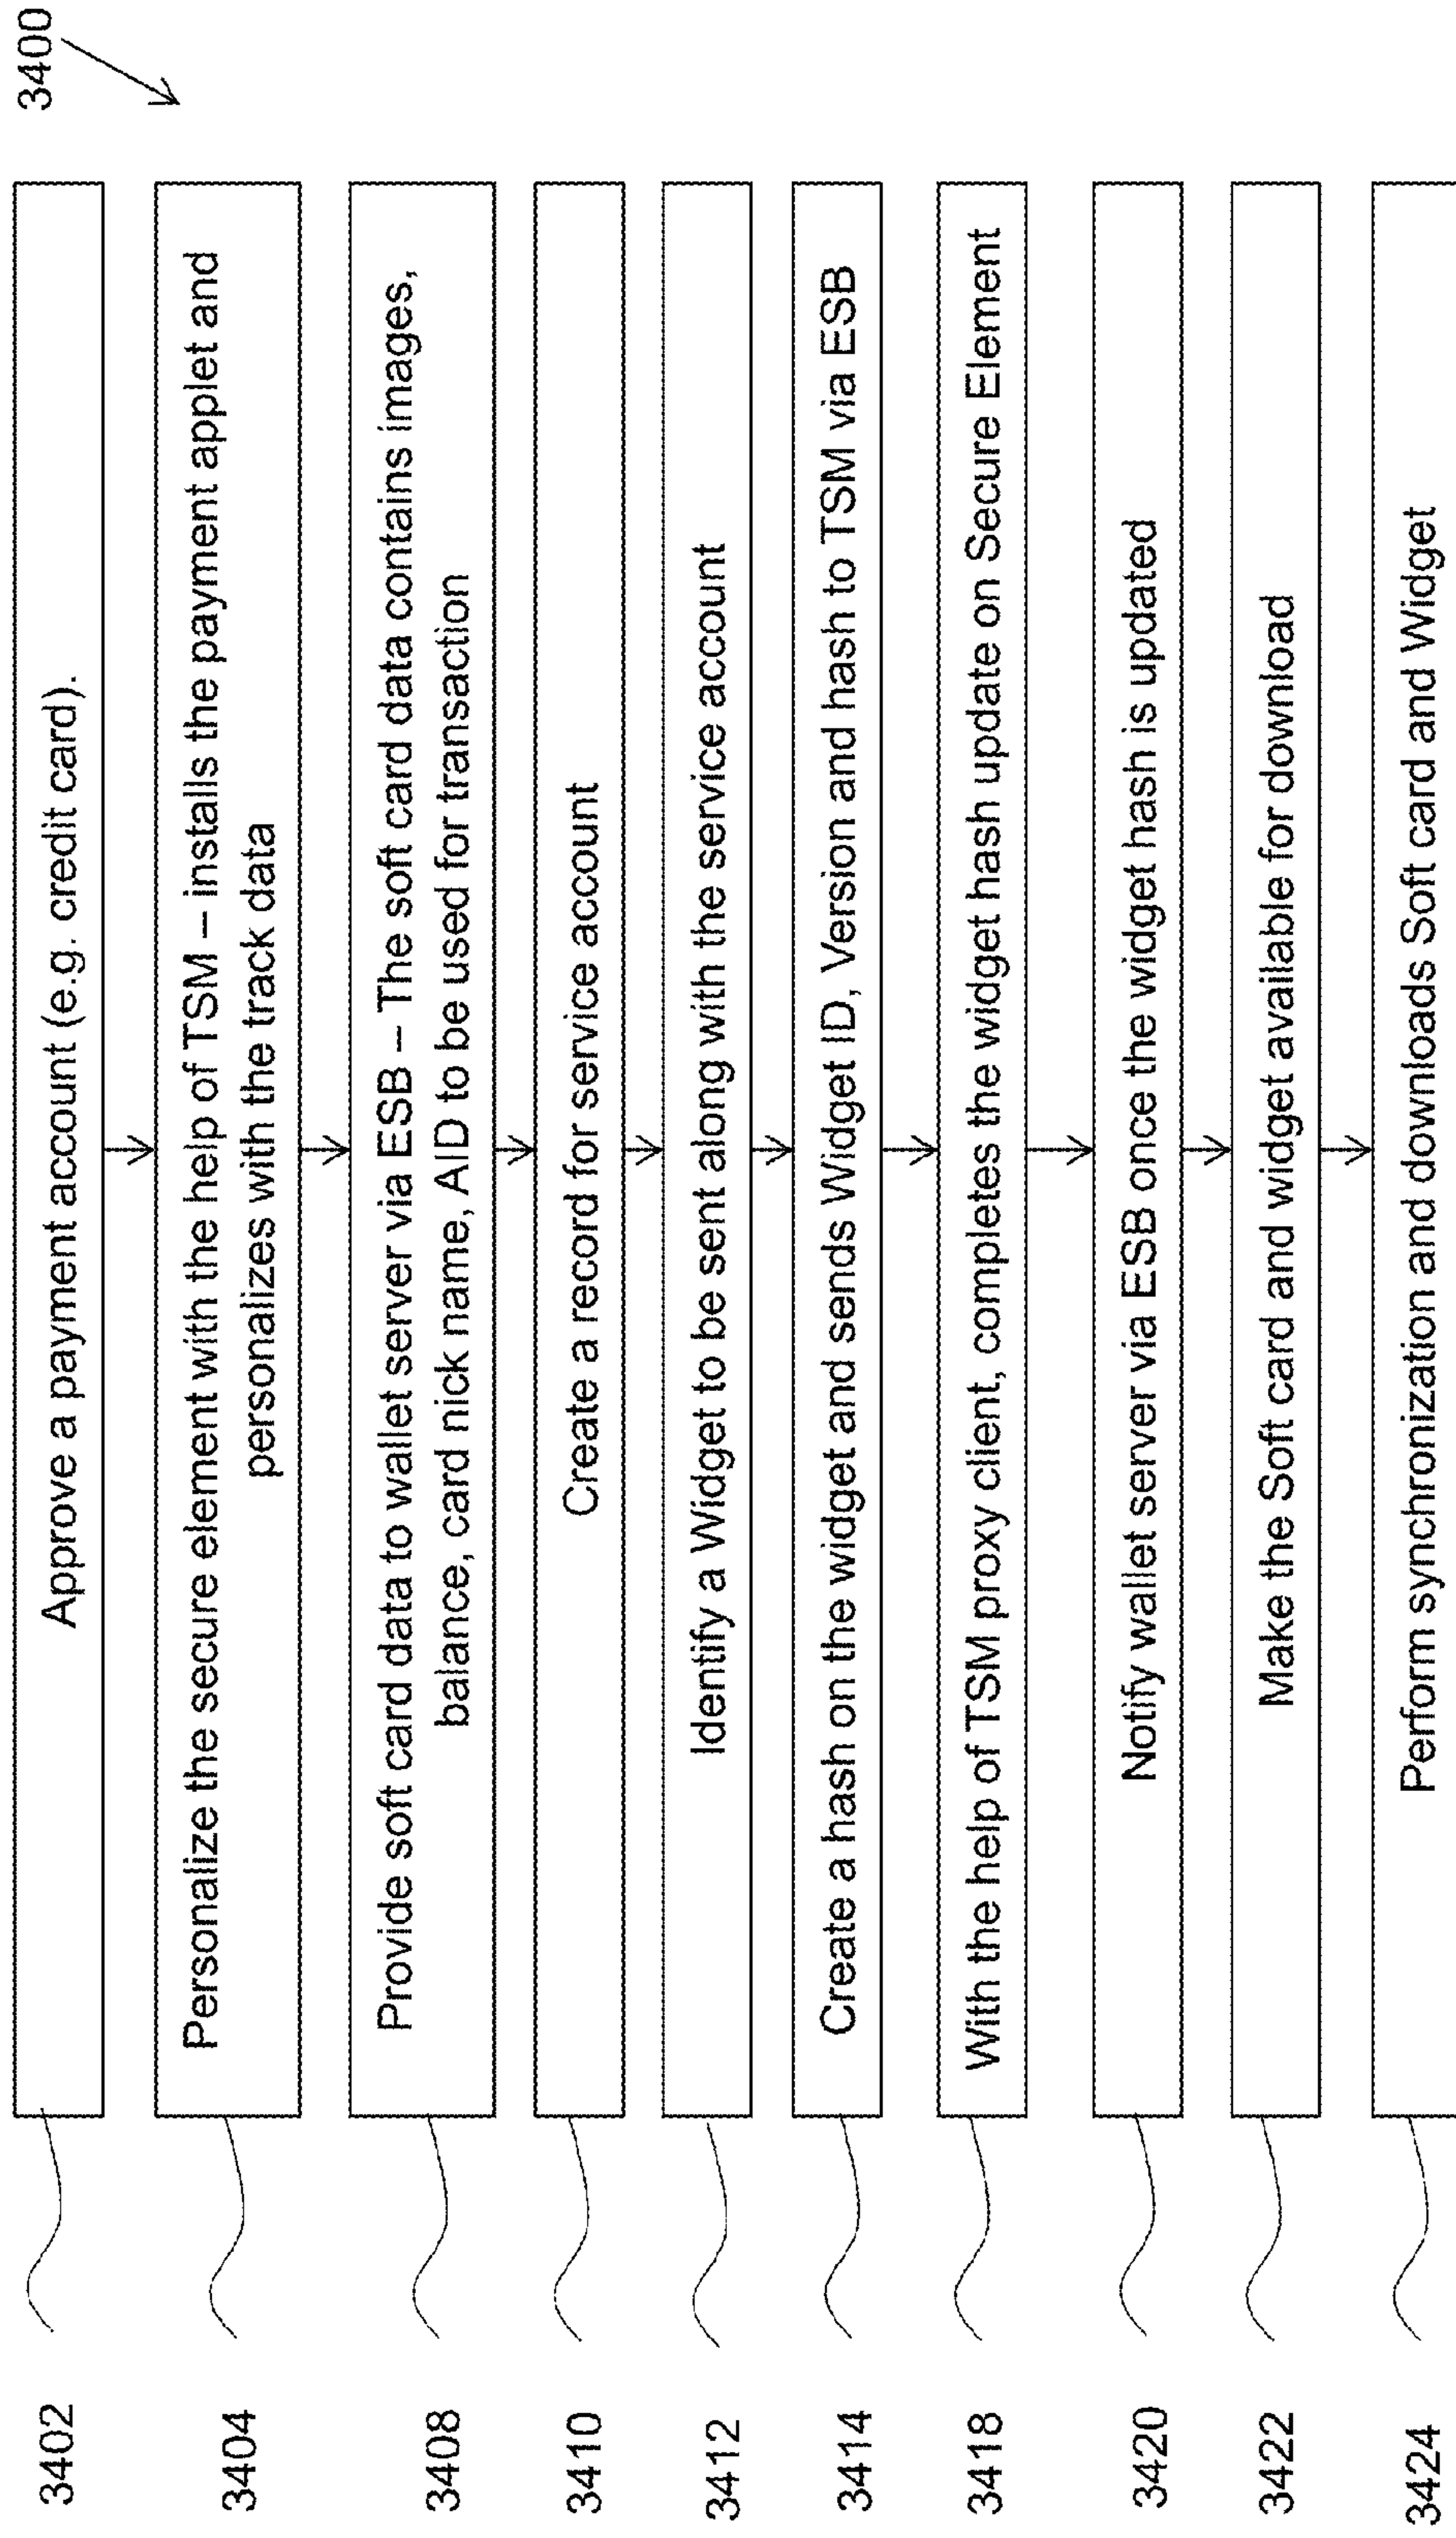 3400
3402
Approve a payment account (e.g. credit card).
3404
Personalize the secure element with the help of TSM – installs the payment applet and
personalizes with the track data
3408
Provide soft card data to wallet server via ESB – The soft card data contains images,
balance, card nick name, AID to be used for transaction
3410
Create a record for service account
3412
Identify a Widget to be sent along with the service account
3414
Create a hash on the widget and sends Widget ID, Version and hash to TSM via ESB
3418
With the help of TSM proxy client, completes the widget hash update on Secure Element
3420
Notify wallet server via ESB once the widget hash is updated
3422
Make the Soft card and widget available for download
3424
Perform synchronization and downloads Soft card and Widget